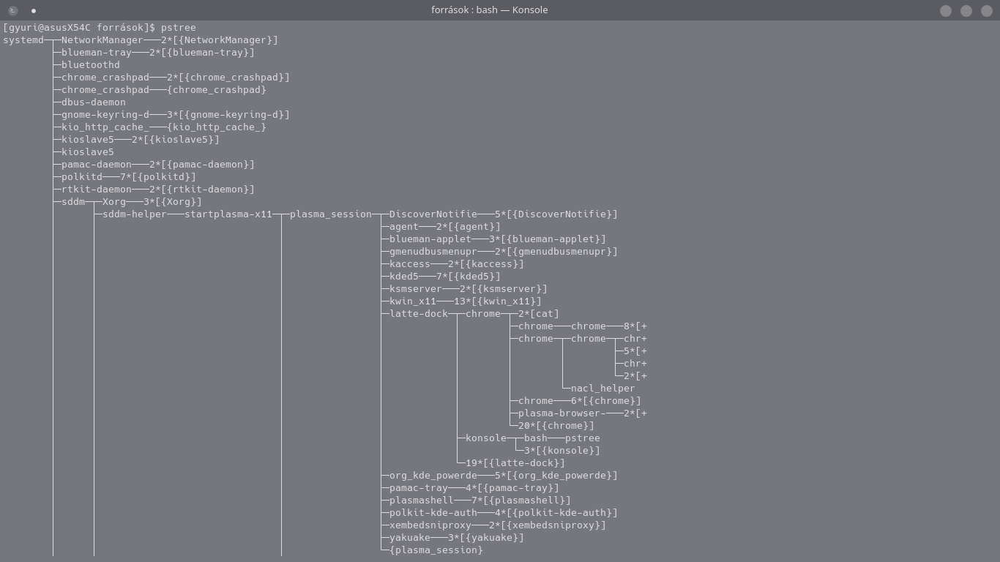 források : bash — Konsole
[gyuri@asusX54C források]$ pstree
systemd─┬─NetworkManager───2*[{NetworkManager}]
        ├─blueman-tray───2*[{blueman-tray}]
        ├─bluetoothd
        ├─chrome_crashpad───2*[{chrome_crashpad}]
        ├─chrome_crashpad───{chrome_crashpad}
        ├─dbus-daemon
        ├─gnome-keyring-d───3*[{gnome-keyring-d}]
        ├─kio_http_cache_───{kio_http_cache_}
        ├─kioslave5───2*[{kioslave5}]
        ├─kioslave5
        ├─pamac-daemon───2*[{pamac-daemon}]
        ├─polkitd───7*[{polkitd}]
        ├─rtkit-daemon───2*[{rtkit-daemon}]
        ├─sddm─┬─Xorg───3*[{Xorg}]
        │      ├─sddm-helper───startplasma-x11─┬─plasma_session─┬─DiscoverNotifie───5*[{DiscoverNotifie}]
        │      │                               │                ├─agent───2*[{agent}]
        │      │                               │                ├─blueman-applet───3*[{blueman-applet}]
        │      │                               │                ├─gmenudbusmenupr───2*[{gmenudbusmenupr}]
        │      │                               │                ├─kaccess───2*[{kaccess}]
        │      │                               │                ├─kded5───7*[{kded5}]
        │      │                               │                ├─ksmserver───2*[{ksmserver}]
        │      │                               │                ├─kwin_x11───13*[{kwin_x11}]
        │      │                               │                ├─latte-dock─┬─chrome─┬─2*[cat]
        │      │                               │                │            │        ├─chrome───chrome───8*[+
        │      │                               │                │            │        ├─chrome─┬─chrome─┬─chr+
        │      │                               │                │            │        │        │        ├─5*[+
        │      │                               │                │            │        │        │        ├─chr+
        │      │                               │                │            │        │        │        └─2*[+
        │      │                               │                │            │        │        └─nacl_helper
        │      │                               │                │            │        ├─chrome───6*[{chrome}]
        │      │                               │                │            │        ├─plasma-browser-───2*[+
        │      │                               │                │            │        └─20*[{chrome}]
        │      │                               │                │            ├─konsole─┬─bash───pstree
        │      │                               │                │            │         └─3*[{konsole}]
        │      │                               │                │            └─19*[{latte-dock}]
        │      │                               │                ├─org_kde_powerde───5*[{org_kde_powerde}]
        │      │                               │                ├─pamac-tray───4*[{pamac-tray}]
        │      │                               │                ├─plasmashell───7*[{plasmashell}]
        │      │                               │                ├─polkit-kde-auth───4*[{polkit-kde-auth}]
        │      │                               │                ├─xembedsniproxy───2*[{xembedsniproxy}]
        │      │                               │                ├─yakuake───3*[{yakuake}]
        │      │                               │                └─{plasma_session}